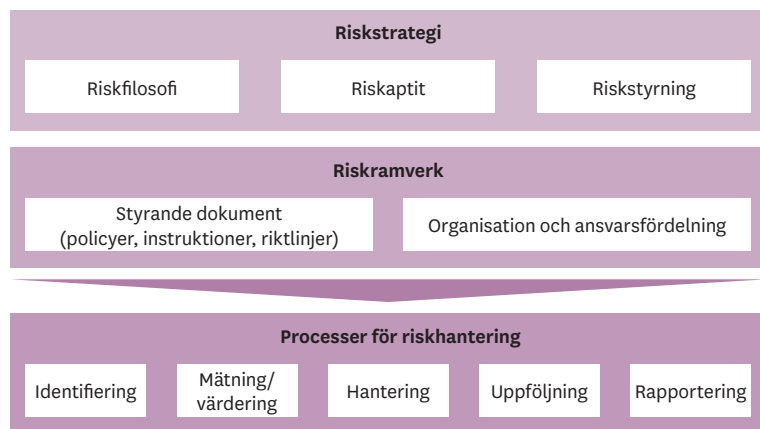 Riskstrategi
Riskfilosofi
Riskaptit
Riskstyrning
Riskramverk
Styrande dokument
(policyer, instruktioner, riktlinjer)
Organisation och ansvarsfördelning
Processer för riskhantering
Identifiering
Mätning/
värdering
Hantering
Uppföljning
Rapportering